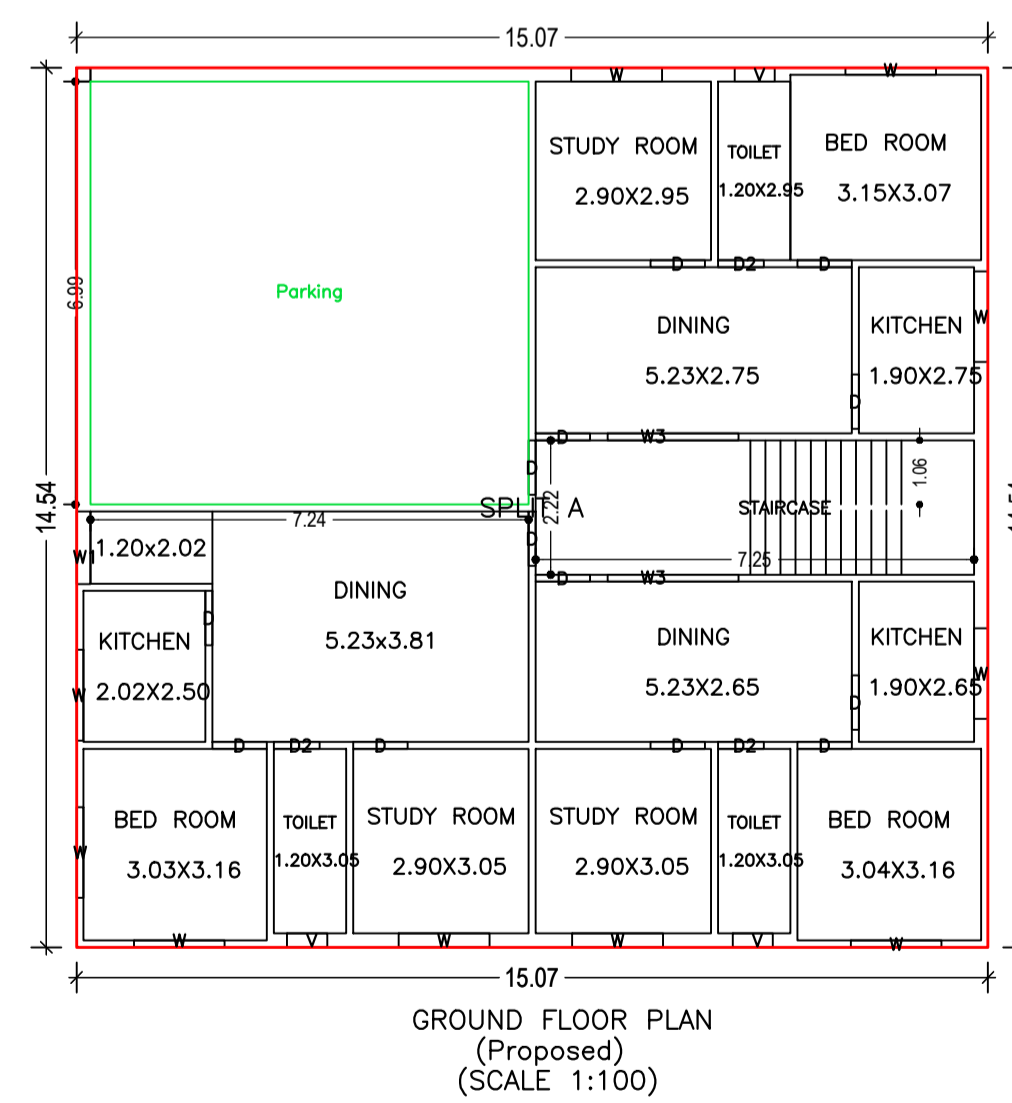 15.07
W
V
W
STUDY ROOM
2.90X2.95
TOILET
1.20X2.95
BED ROOM
3.15X3.07
D
D2
D
6.99
Parking
DINING
5.23X2.75
KITCHEN
1.90X2.75
W
D
D
W3
14.54
D
SPLIT A
2.22
STAIRCASE
1.06
7.24
D
7.25
W1
1.20x2.02
DINING
5.23x3.81
D
W3
D
KITCHEN
2.02X2.50
W
DINING
5.23X2.65
KITCHEN
1.90X2.65
W
D
D
D2
D
D
D2
D
BED ROOM
3.03X3.16
W
TOILET
1.20X3.05
STUDY ROOM
2.90X3.05
STUDY ROOM
2.90X3.05
TOILET
1.20X3.05
BED ROOM
3.04X3.16
W
V
W
W
V
W
15.07
GROUND FLOOR PLAN
(Proposed)
(SCALE 1:100)